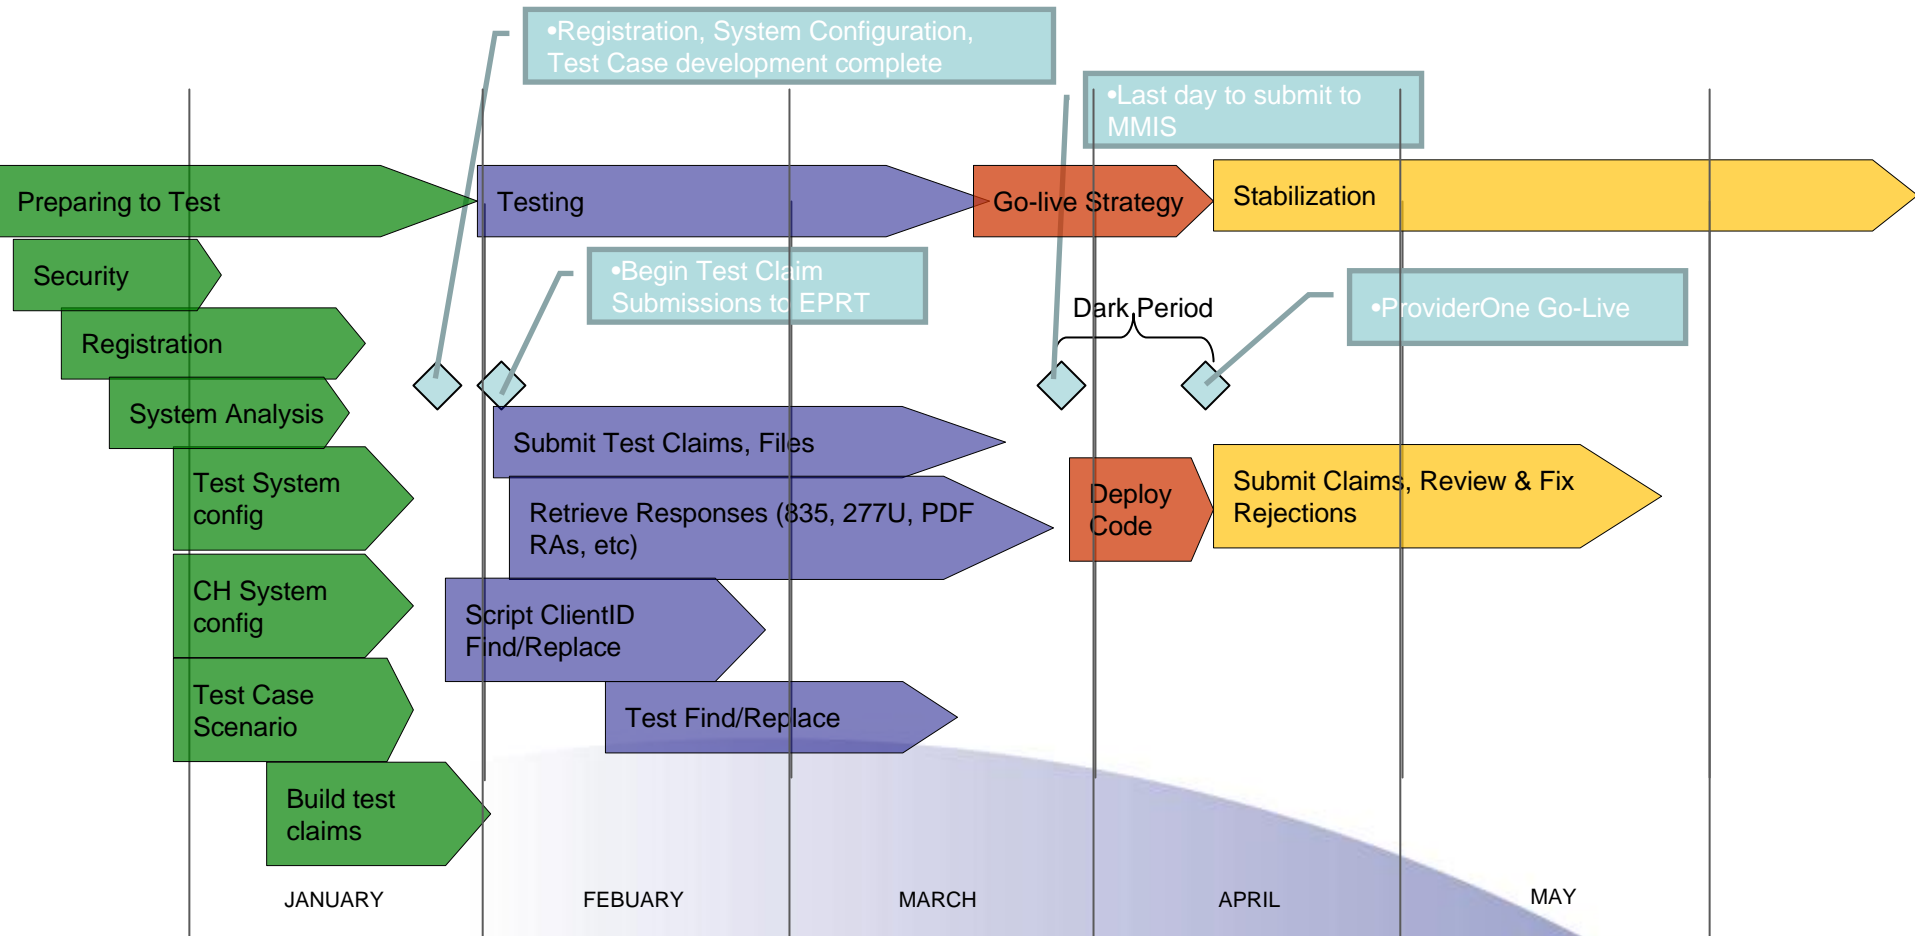 •Registration, System Configuration,
Test Case development complete
•Last day to submit to
MMIS
Preparing to Test
Testing
Go-live Strategy
Stabilization
Security
•Begin Test Claim
Submissions to EPRT
Dark Period
•ProviderOne Go-Live
Registration
System Analysis
Submit Test Claims, Files
Test System
config
Retrieve Responses (835, 277U, PDF
RAs, etc)
Deploy
Code
Submit Claims, Review & Fix
Rejections
CH System
config
Script ClientID
Find/Replace
Test Case
Scenario
Test Find/Replace
Build test
claims
JANUARY
FEBUARY
MARCH
APRIL
MAY